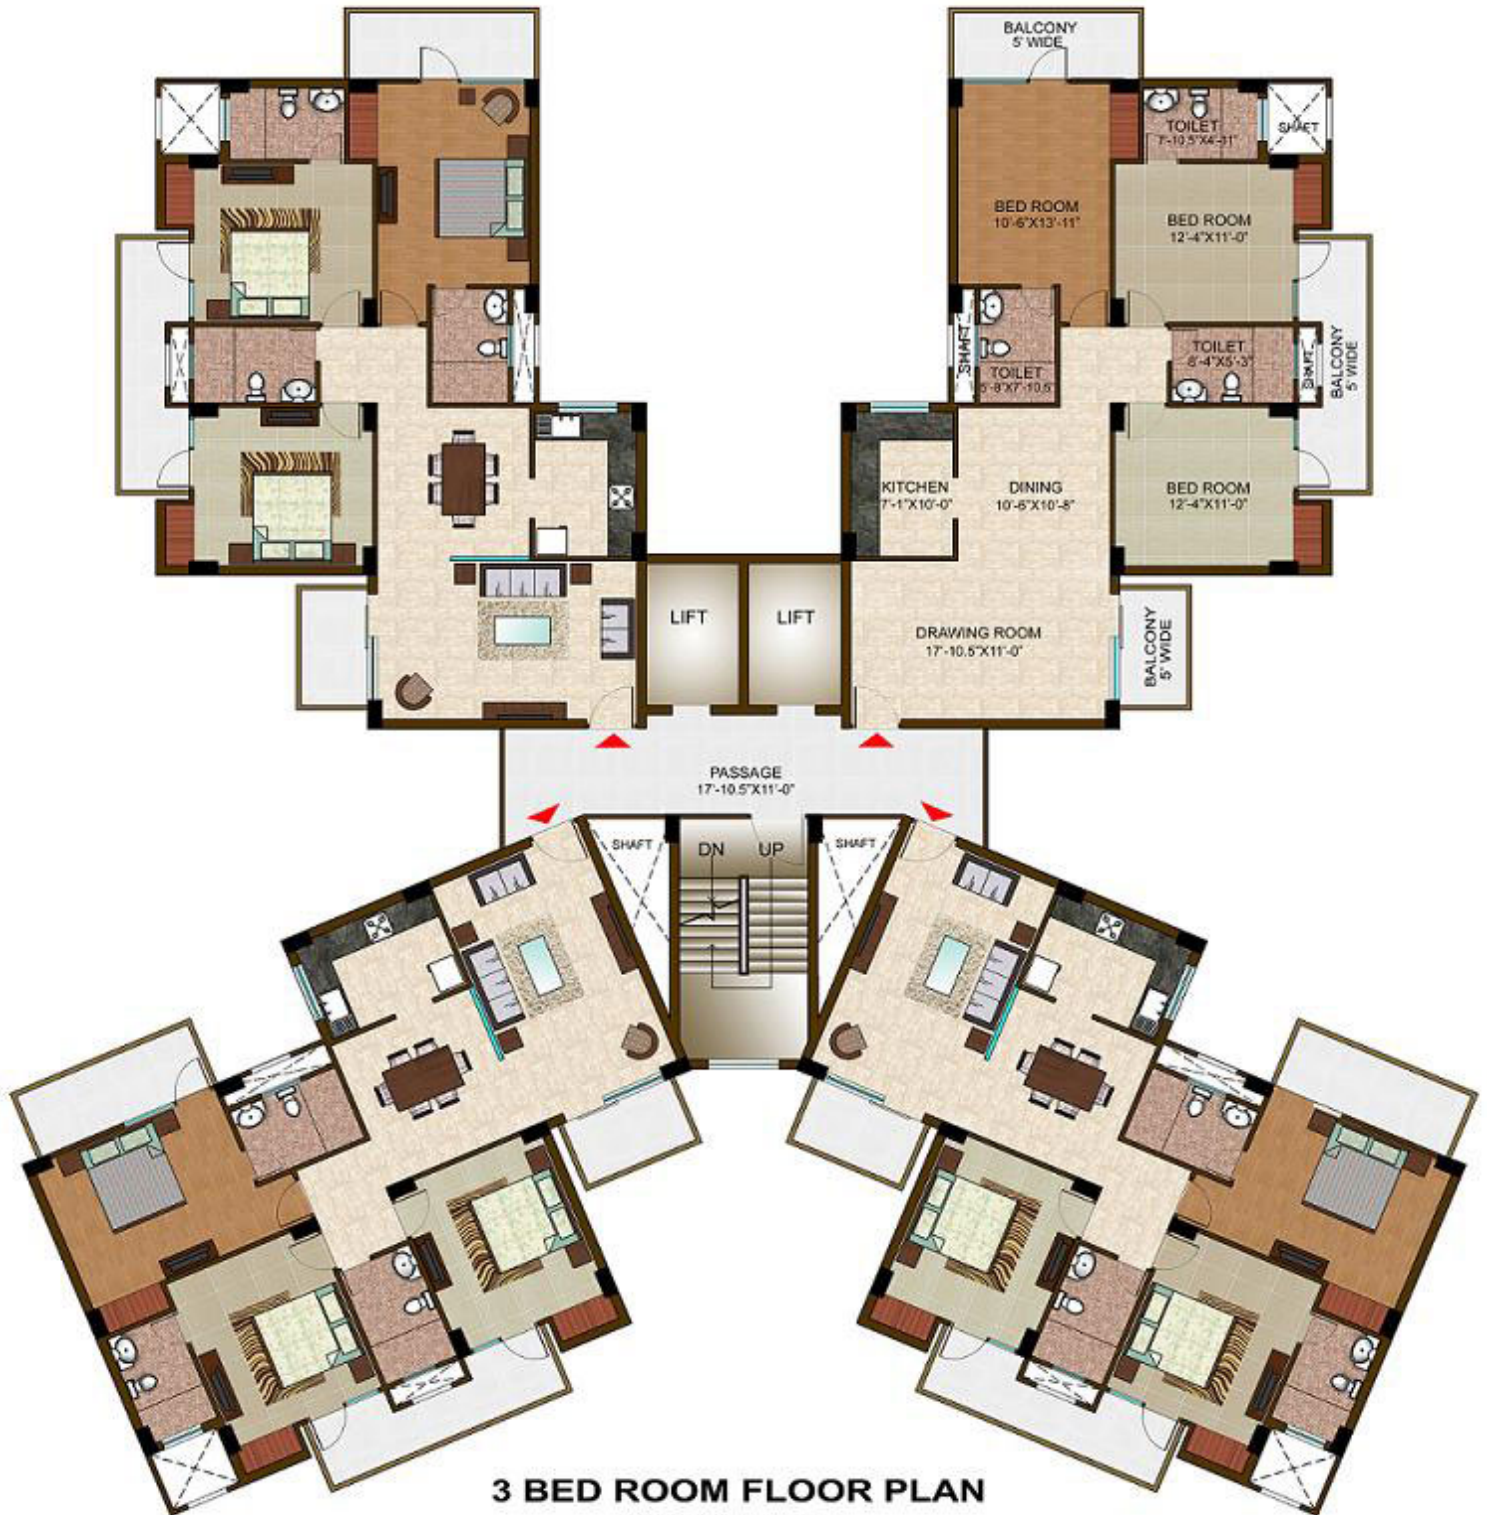 BALCONY
5' WIDE
TOILET
7'-10.5"X4'-11"
SHAFT
BED ROOM
10'-6"X13'-11"
BED ROOM
12'-4"X11'-0"
SHAFT
TOILET
5'-8"X7'-10.5"
TOILET
8'-4"X5'-3"
SHAFT
BALCONY
5' WIDE
KITCHEN
7'-1"X10'-0"
DINING
10'-6"X10'-8"
BED ROOM
12'-4"X11'-0"
LIFT
LIFT
DRAWING ROOM
17'-10.5"X11'-0"
BALCONY
5' WIDE
PASSAGE
17'-10.5"X11'-0"
SHAFT
DN
UP
SHAFT
3 BED ROOM FLOOR PLAN